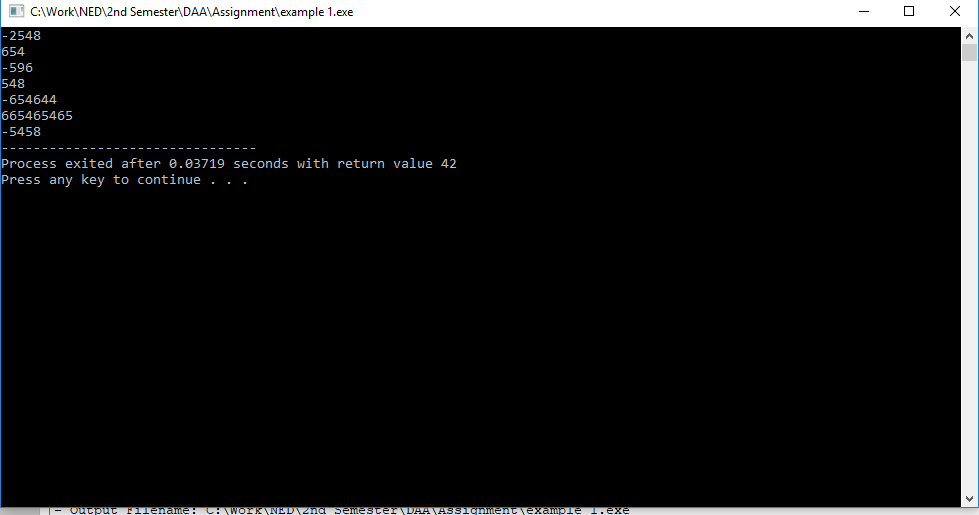 C:\Work\NED\2nd Semester\DAA\Assignment\example 1.exe
-2548
654
-596
548
-654644
665465465
-5458
--------------------------------
Process exited after 0.03719 seconds with return value 42
Press any key to continue . . .
- Output Filename: C:\Work\NED\2nd Semester\DAA\Assignment\example 1.exe